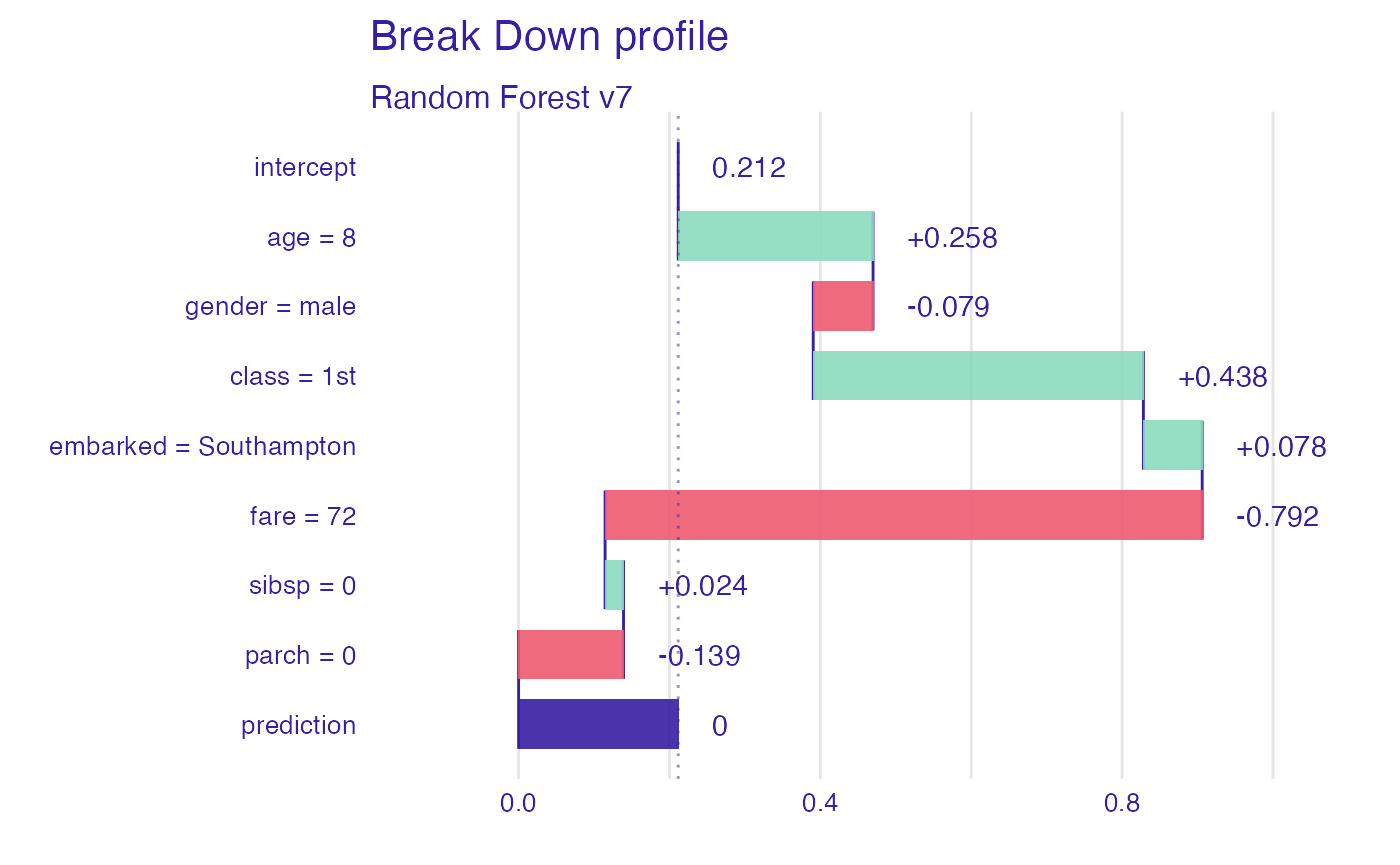 Break Down profile
Random Forest v7
intercept 0.212
age = 8 +0.258
gender = male -0.079
class = 1st +0.438
embarked = Southampton +0.078
fare = 72 -0.792
sibsp = 0 +0.024
parch = 0 -0.139
prediction 0
0.0 0.4 0.8